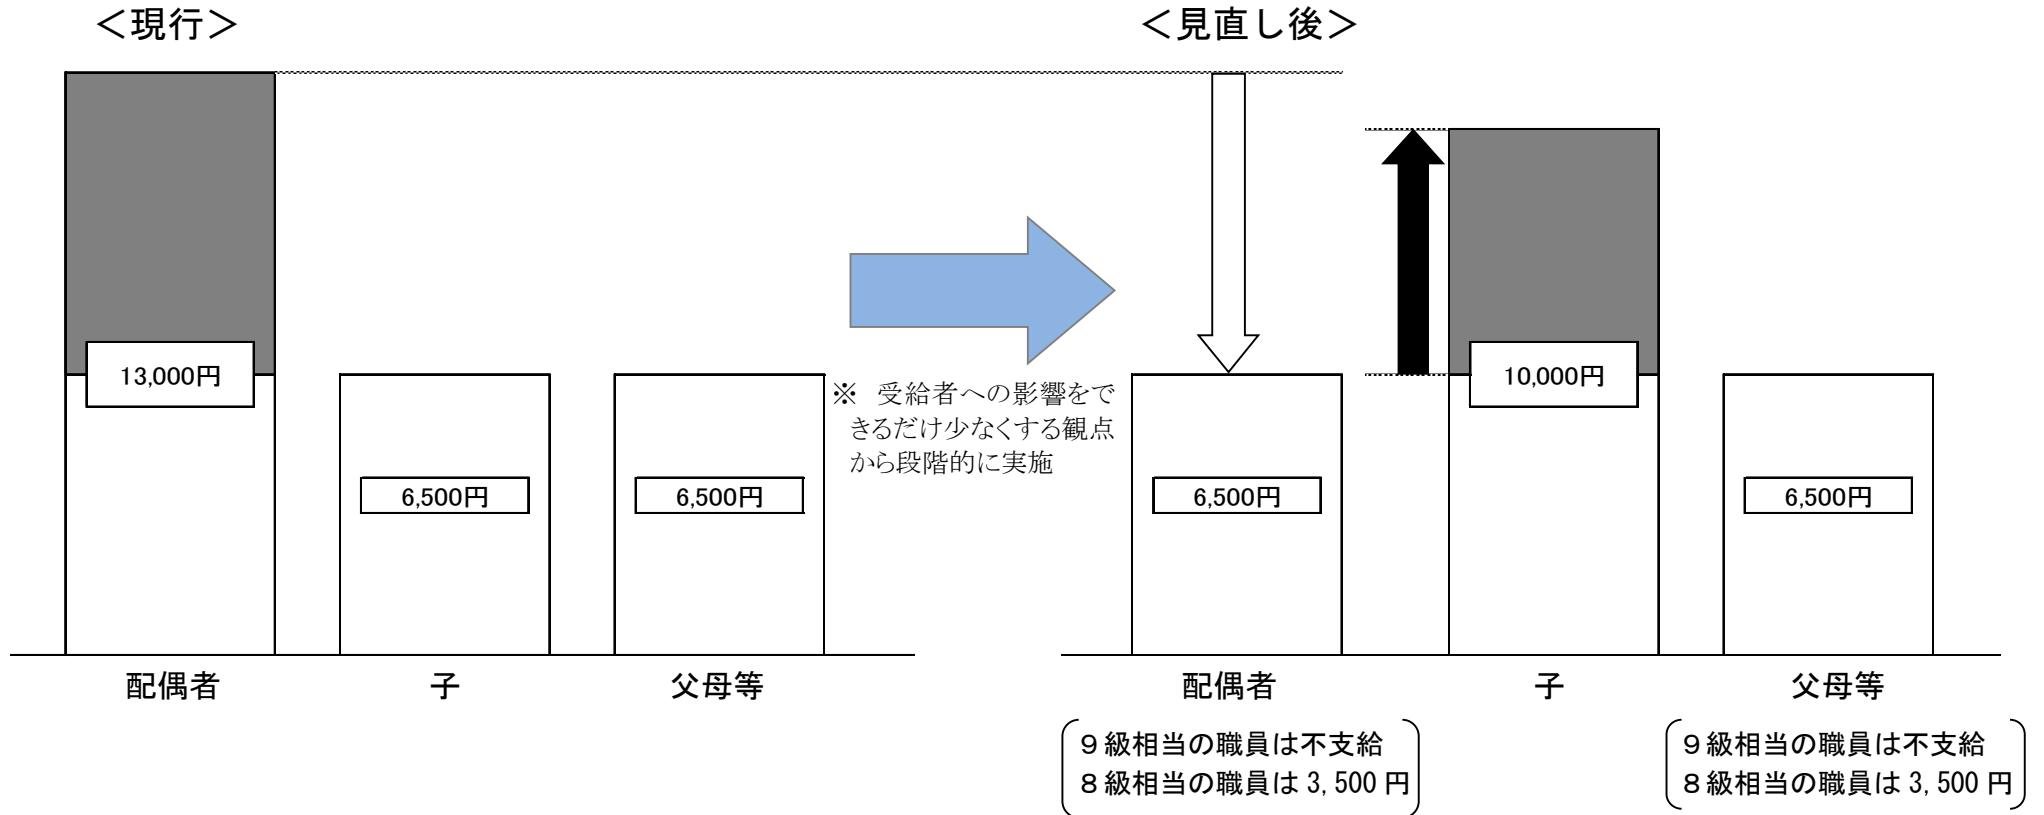 ＜現行＞
13,000円
6,500円
6,500円
配偶者
子
父母等
※ 受給者への影響をで
きるだけ少なくする観点
から段階的に実施
＜見直し後＞
6,500円
10,000円
6,500円
配偶者
子
父母等
９級相当の職員は不支給
８級相当の職員は 3,500 円
９級相当の職員は不支給
８級相当の職員は 3,500 円